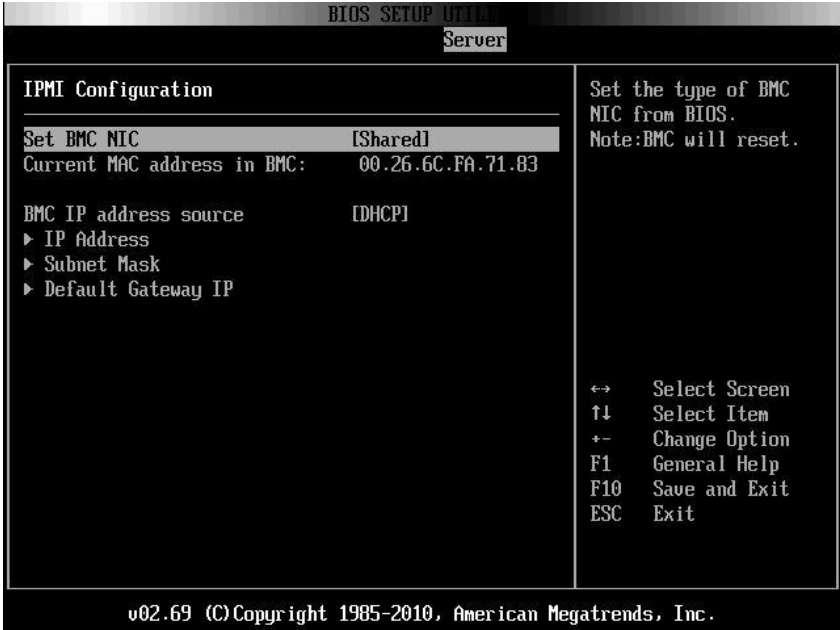 BIOS SETUP UTILI
Server
IPMI Configuration
Set BMC NIC [Shared]
Current MAC address in BMC: 00.26.6C.FA.71.83
BMC IP address source [DHCP]
▶ IP Address
▶ Subnet Mask
▶ Default Gateway IP
Set the type of BMC
NIC from BIOS.
Note:BMC will reset.
↔ Select Screen
↑↓ Select Item
+- Change Option
F1 General Help
F10 Save and Exit
ESC Exit
v02.69 (C)Copyright 1985-2010, American Megatrends, Inc.